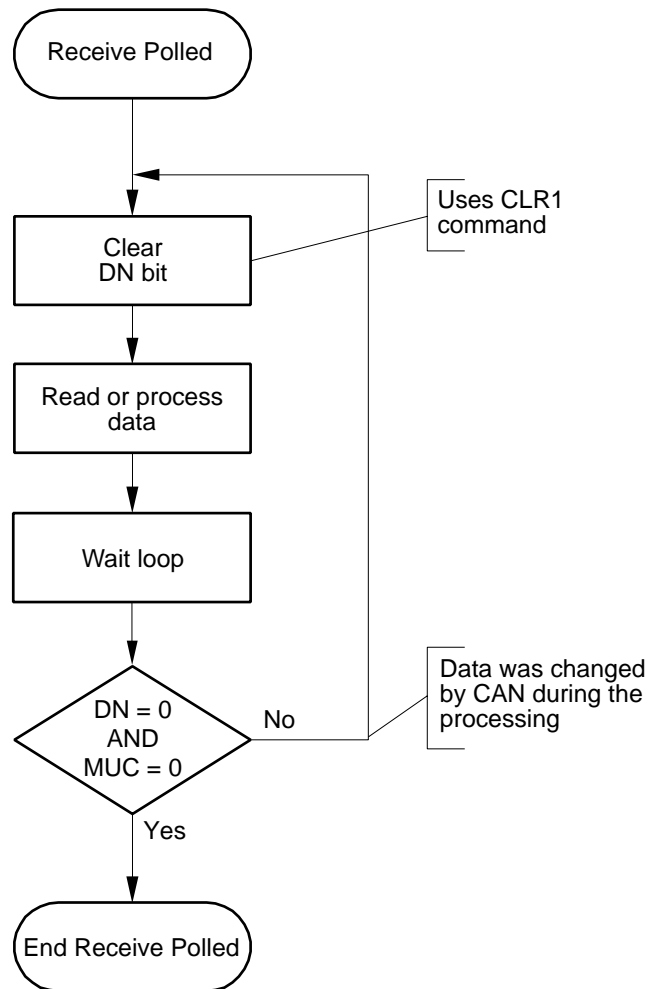 Receive Polled
Uses CLR1
command
Clear
DN bit
Read or process
data
Wait loop
DN = 0
AND
MUC = 0
No
Data was changed
by CAN during the
processing
Yes
End Receive Polled